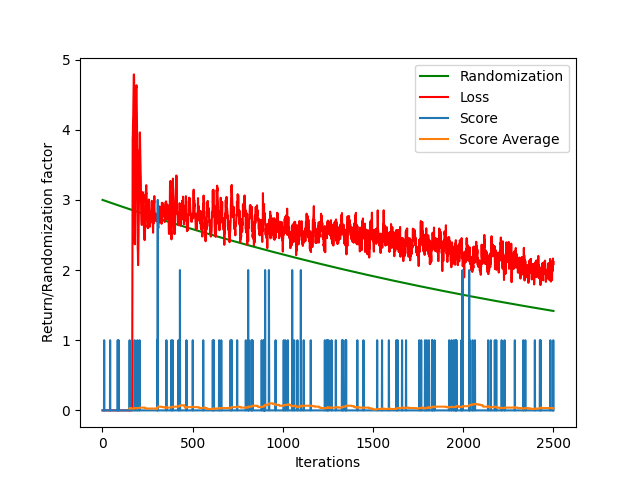 Randomization
Loss
Score
Score Average
Return/Randomization factor
5
4
3
2
1
0
0 500 1000 1500 2000 2500
Iterations